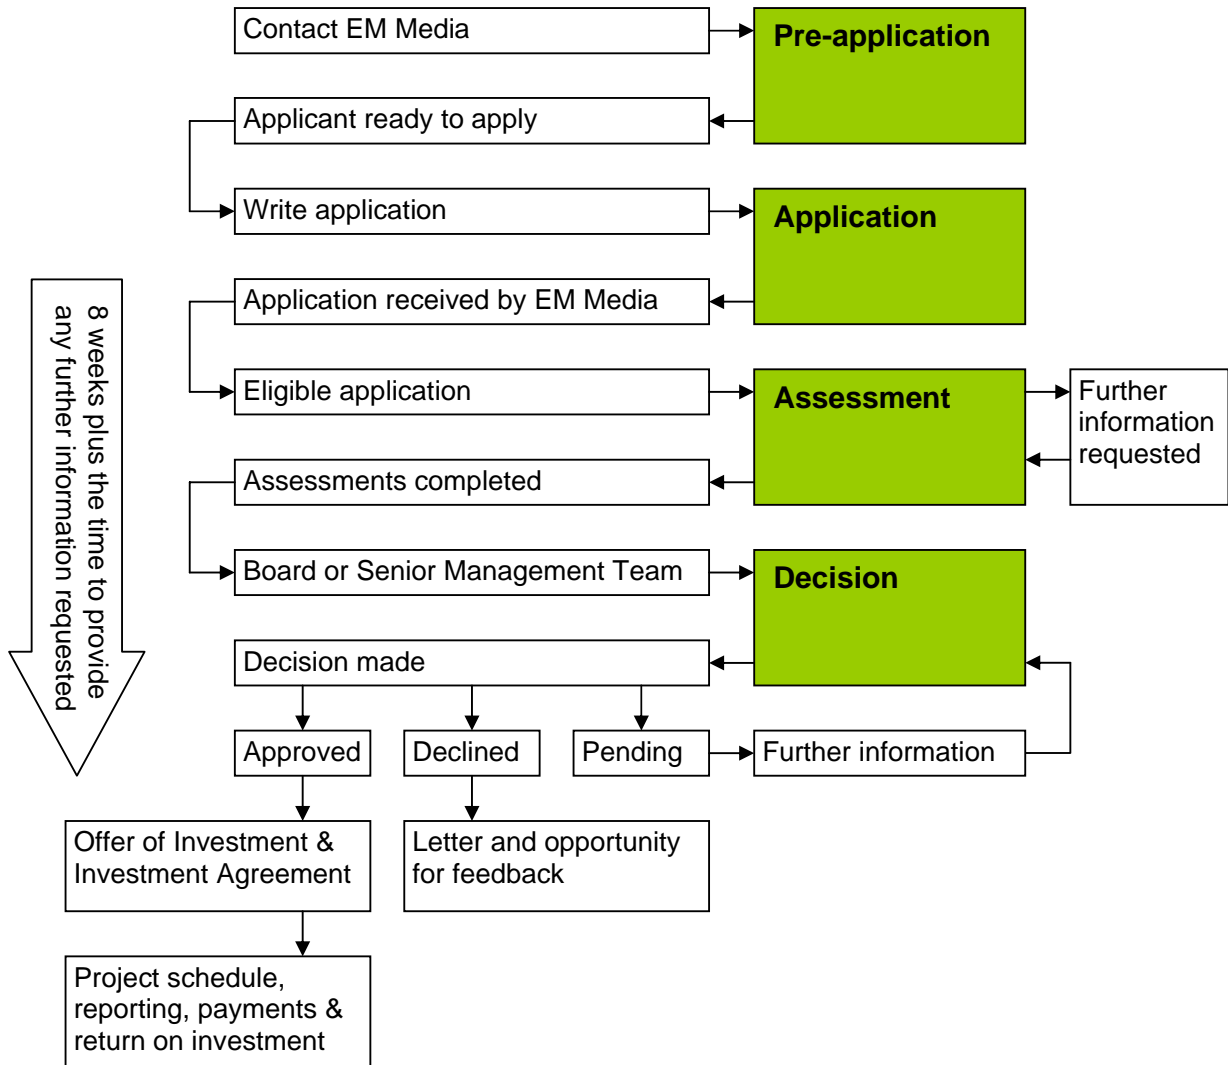 Contact EM Media
Pre-application
Applicant ready to apply
Write application
Application
Application received by EM Media
8 weeks plus the time to provide
any further information requested
Eligible application
Assessment
Further
information
requested
Assessments completed
Board or Senior Management Team
Decision
Decision made
Approved
Declined
Pending
Further information
Offer of Investment &
Investment Agreement
Letter and opportunity
for feedback
Project schedule,
reporting, payments &
return on investment